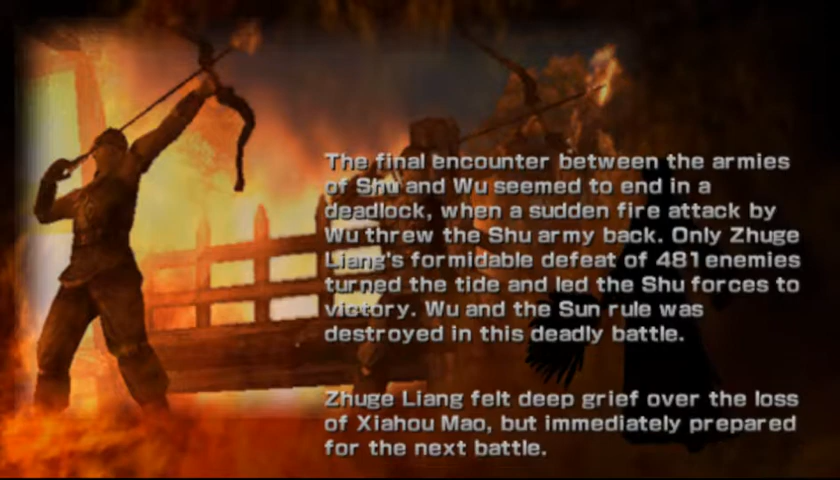 The final encounter between the armies
of Shu and Wu seemed to end in a
deadlock, when a sudden fire attack by
Wu threw the Shu army back. Only Zhuge
Liang's formidable defeat of 481 enemies
turned the tide and led the Shu forces to
victory. Wu and the Sun rule was
destroyed in this deadly battle.
Zhuge Liang felt deep grief over the loss
of Xiahou Mao, but immediately prepared
for the next battle.